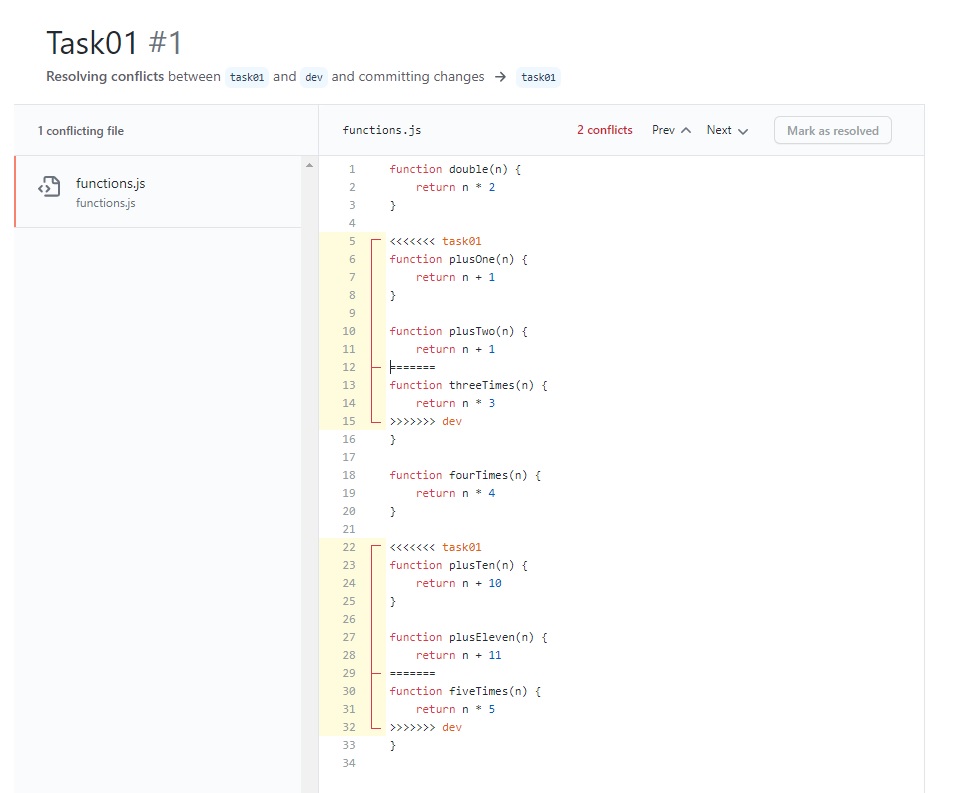 Task01 #1
Resolving conflicts between task01 and dev and committing changes → task01
1 conflicting file
functions.js
functions.js
functions.js 2 conflicts Prev Next Mark as resolved
1 function double(n) {
2     return n * 2
3 }
4
5 <<<<<<< task01
6 function plusOne(n) {
7     return n + 1
8 }
9
10 function plusTwo(n) {
11     return n + 1
12 =======
13 function threeTimes(n) {
14     return n * 3
15 >>>>>>> dev
16 }
17
18 function fourTimes(n) {
19     return n * 4
20 }
21
22 <<<<<<< task01
23 function plusTen(n) {
24     return n + 10
25 }
26
27 function plusEleven(n) {
28     return n + 11
29 =======
30 function fiveTimes(n) {
31     return n * 5
32 >>>>>>> dev
33 }
34